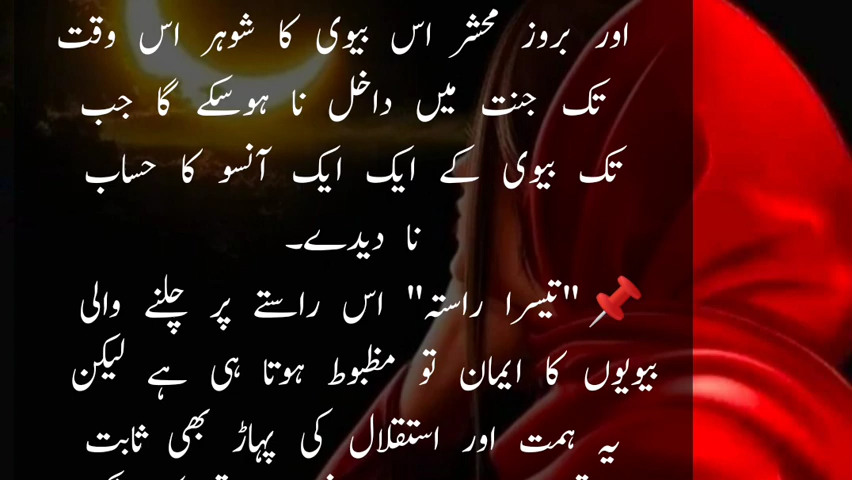 اور بروز محشر اس بیوی کا شوہر اس وقت
تک جنت میں داخل نا ہوسکے گا جب
تک بیوی کے ایک ایک آنسو کا حساب
نا دیدے۔
📌 "تیسرا راستہ" اس راستے پر چلنے والی
بیویوں کا ایمان تو مظبوط ہوتا ہی ہے لیکن
یہ ہمت اور استقلال کی پہاڑ بھی ثابت